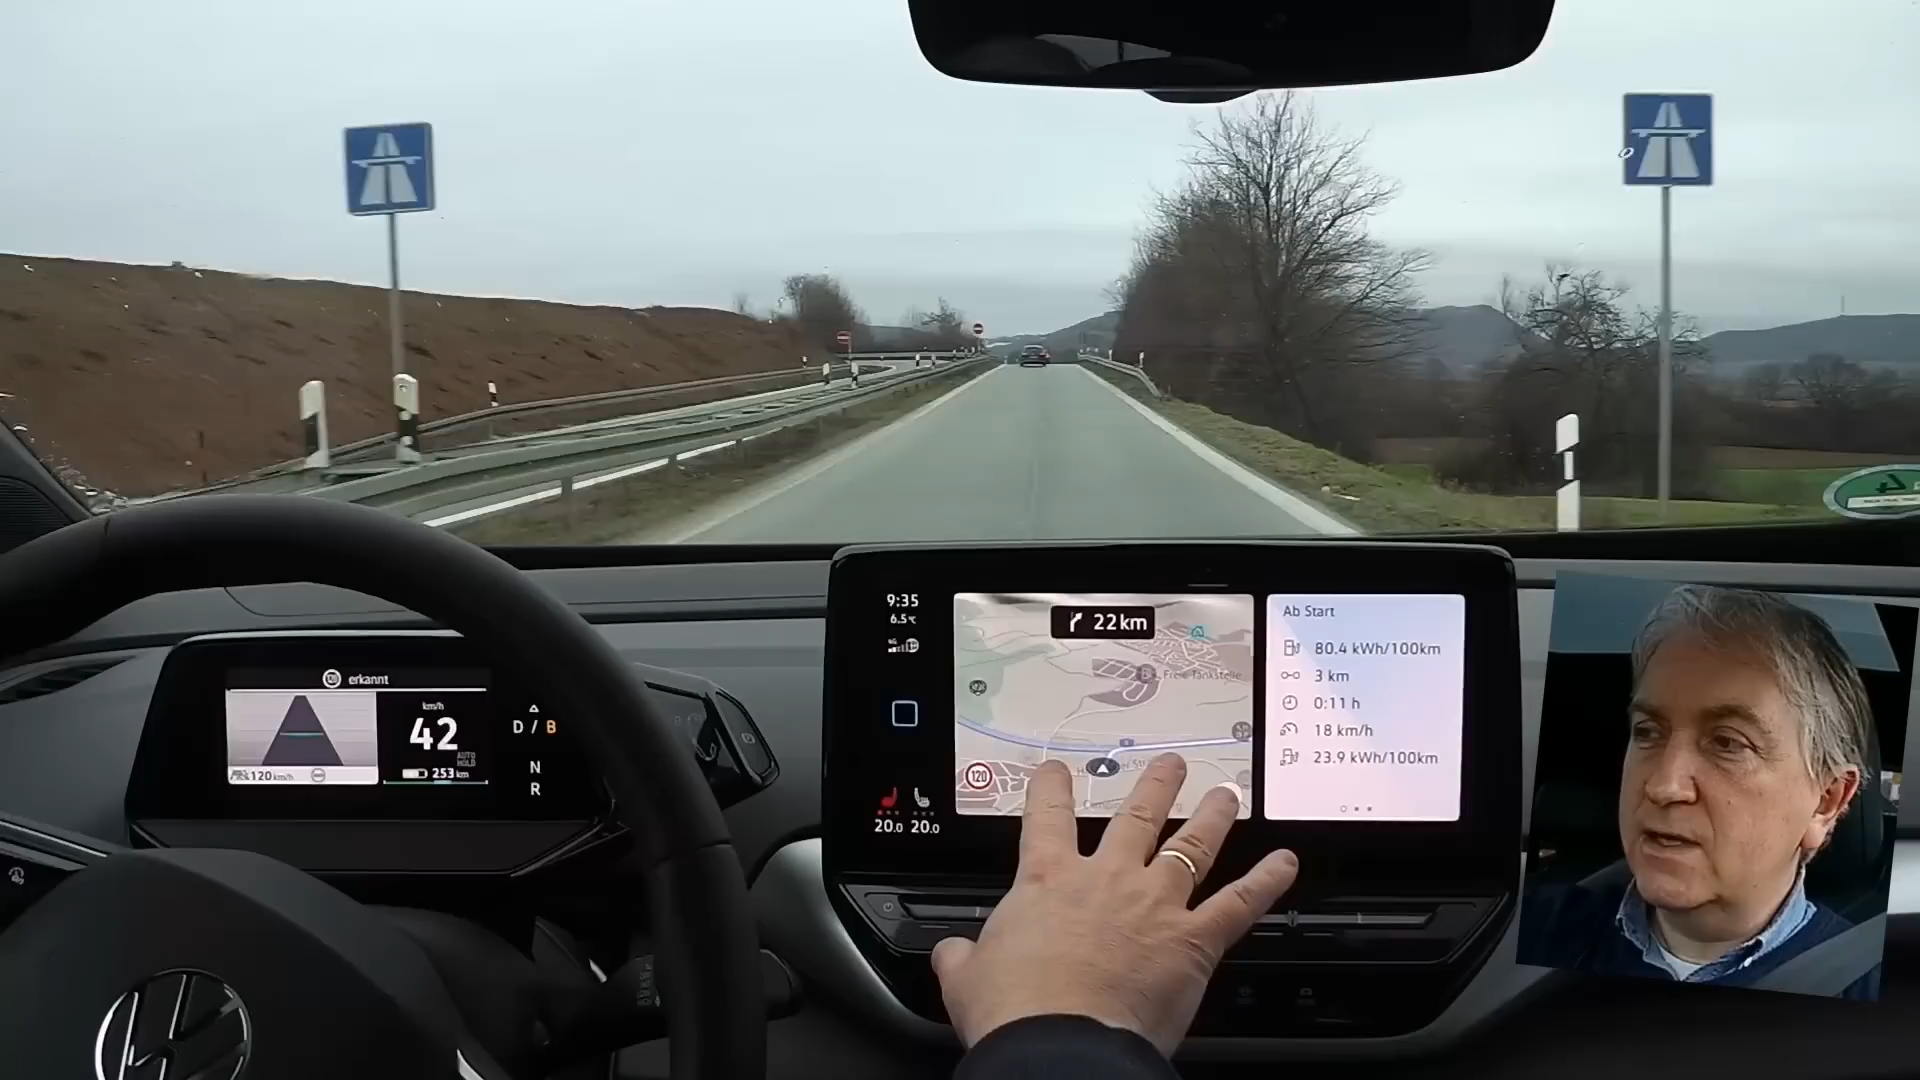 erkannt
km/h
42
AUTO
HOLD
120 km/h
253 km
D / B
N
R
9:35
6.5
20.0 20.0
22 km
Freie Tankstelle
120
Ab Start
80.4 kWh/100km
3 km
0:11 h
18 km/h
23.9 kWh/100km